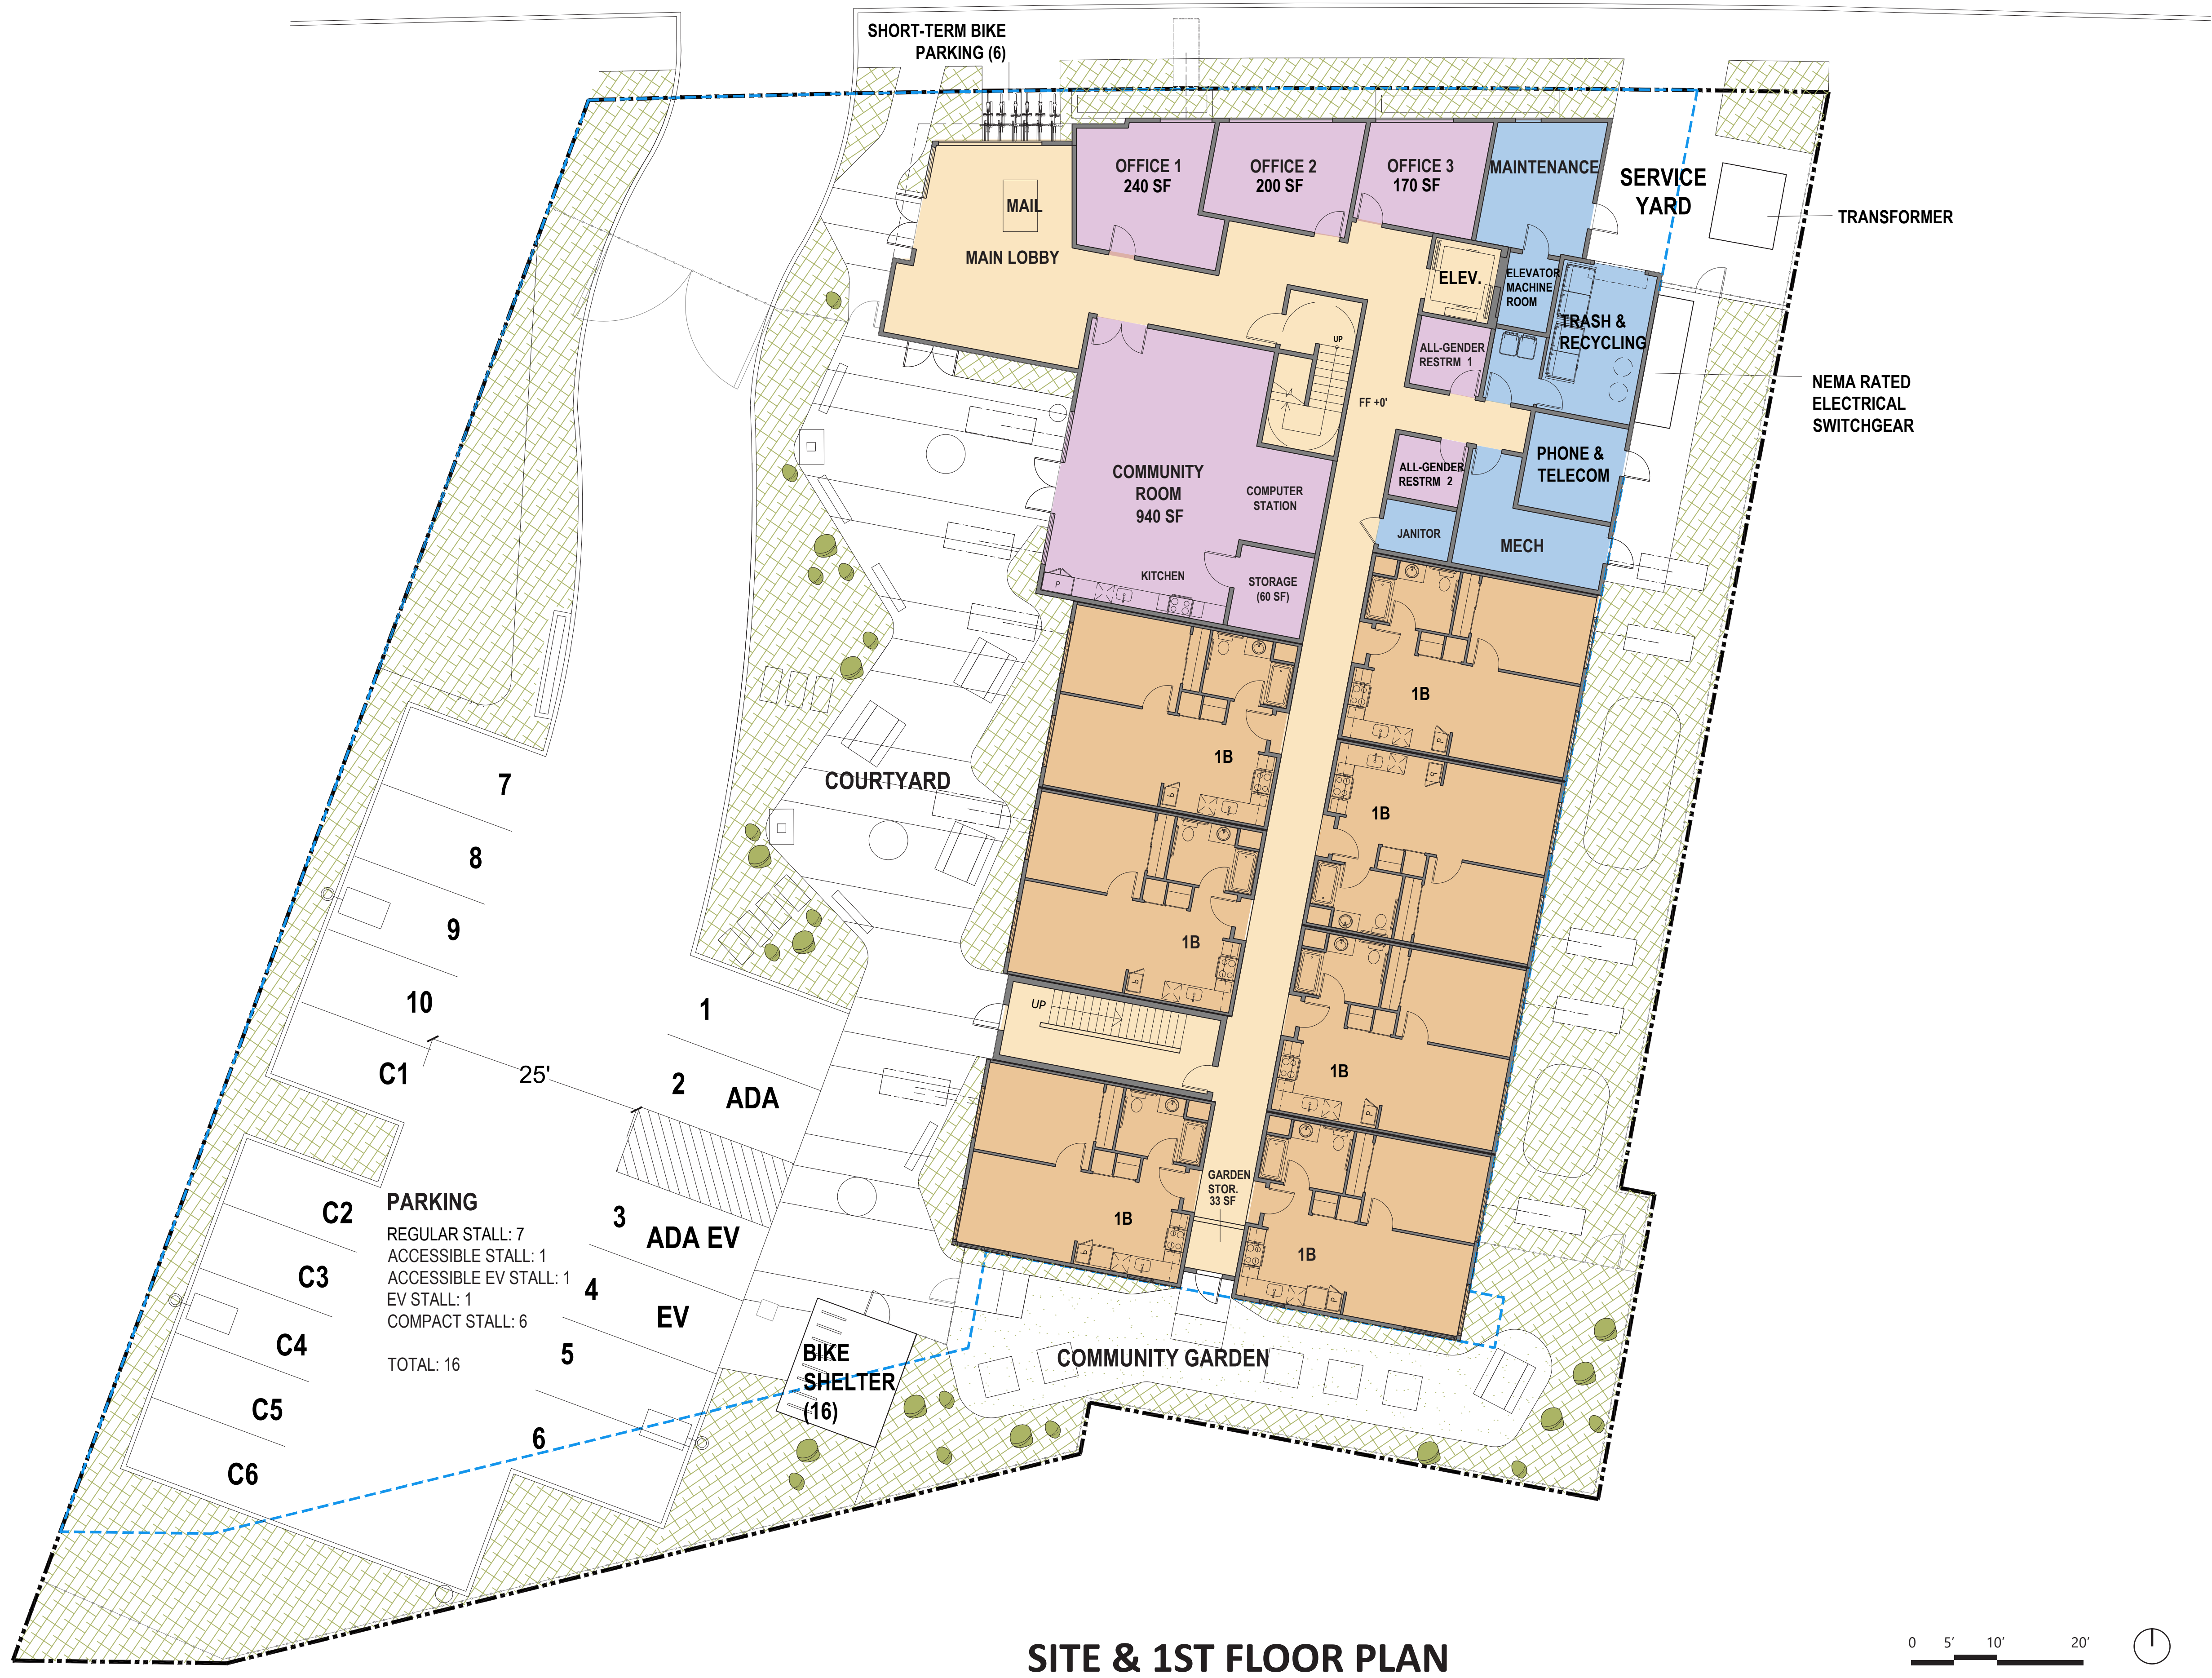 SHORT-TERM BIKE
PARKING (6)
OFFICE 1
240 SF
OFFICE 2
200 SF
OFFICE 3
170 SF
MAINTENANCE
SERVICE
YARD
TRANSFORMER
MAIL
MAIN LOBBY
ELEV.
ELEVATOR
MACHINE
ROOM
TRASH &
RECYCLING
UP
ALL-GENDER
RESTRM 1
NEMA RATED
ELECTRICAL
SWITCHGEAR
FF +0'
COMMUNITY
ROOM
940 SF
COMPUTER
STATION
ALL-GENDER
RESTRM 2
PHONE &
TELECOM
JANITOR
MECH
KITCHEN
STORAGE
(60 SF)
P
1B
P
1B
P
P
1B
1B
P
COURTYARD
7
8
9
10
C1
25'
1
2
ADA
UP
1B
P
1B
P
GARDEN
STOR.
33 SF
1B
P
1B
P
C2
C3
C4
C5
C6
PARKING
REGULAR STALL: 7
ACCESSIBLE STALL: 1
ACCESSIBLE EV STALL: 1
EV STALL: 1
COMPACT STALL: 6
TOTAL: 16
3
ADA EV
4
EV
5
6
BIKE
SHELTER
(16)
COMMUNITY GARDEN
SITE & 1ST FLOOR PLAN
0 5' 10' 20'